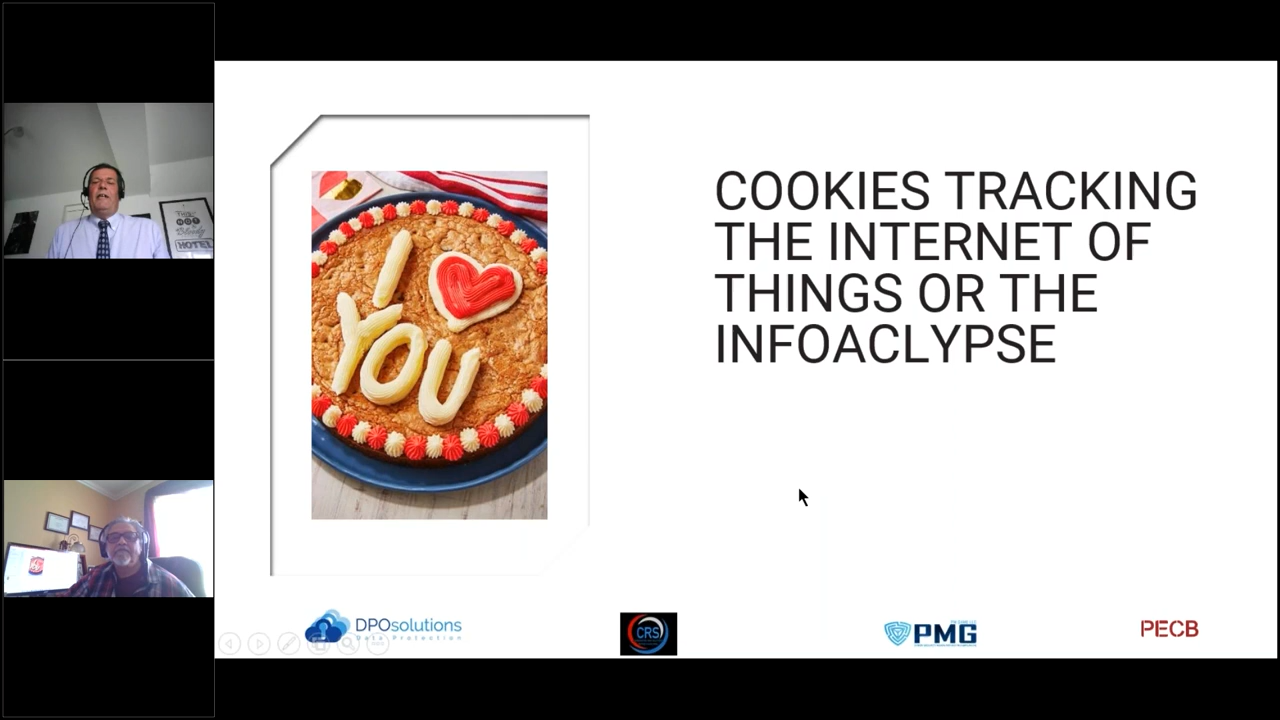 HOTEL
COOKIES TRACKING
THE INTERNET OF
THINGS OR THE
INFOACLYPSE
I
YOU
DPOsolutions
Data Protection
CRS
PMG
PECB